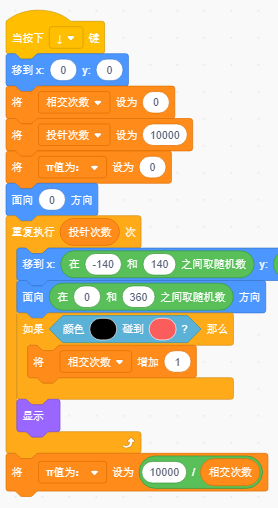 当按下 ↓ 键
移到 x: 0 y: 0
将 相交次数 设为 0
将 投针次数 设为 10000
将 π值为: 设为 0
面向 0 方向
重复执行 投针次数 次
移到 x: 在 -140 和 140 之间取随机数 y:
面向 在 0 和 360 之间取随机数 方向
如果 颜色 碰到 ? 那么
将 相交次数 增加 1
显示
将 π值为: 设为 10000 / 相交次数